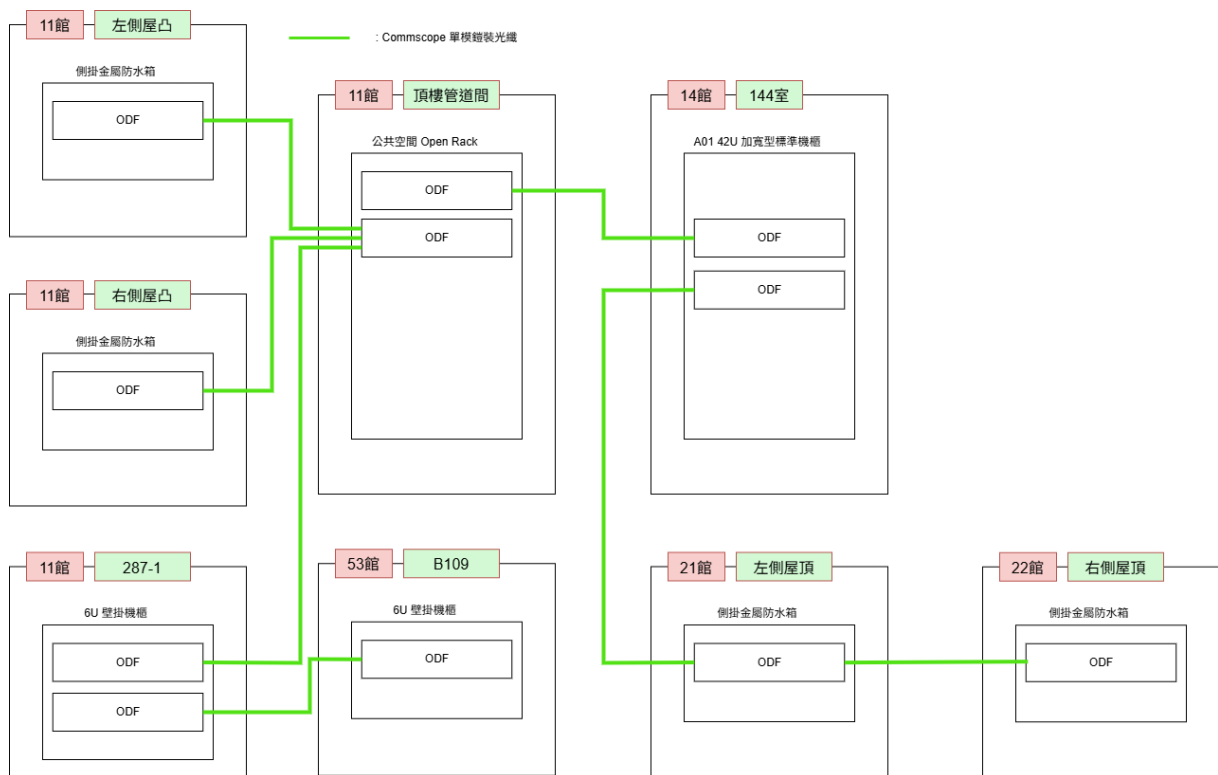 11館 左側屋凸
側掛金屬防水箱
ODF
: Commscope 單模鎧裝光纖
11館 頂樓管道間
公共空間 Open Rack
ODF
ODF
14館 144室
A01 42U 加寬型標準機櫃
ODF
ODF
11館 右側屋凸
側掛金屬防水箱
ODF
11館 287-1
6U 壁掛機櫃
ODF
ODF
53館 B109
6U 壁掛機櫃
ODF
21館 左側屋頂
側掛金屬防水箱
ODF
22館 右側屋頂
側掛金屬防水箱
ODF